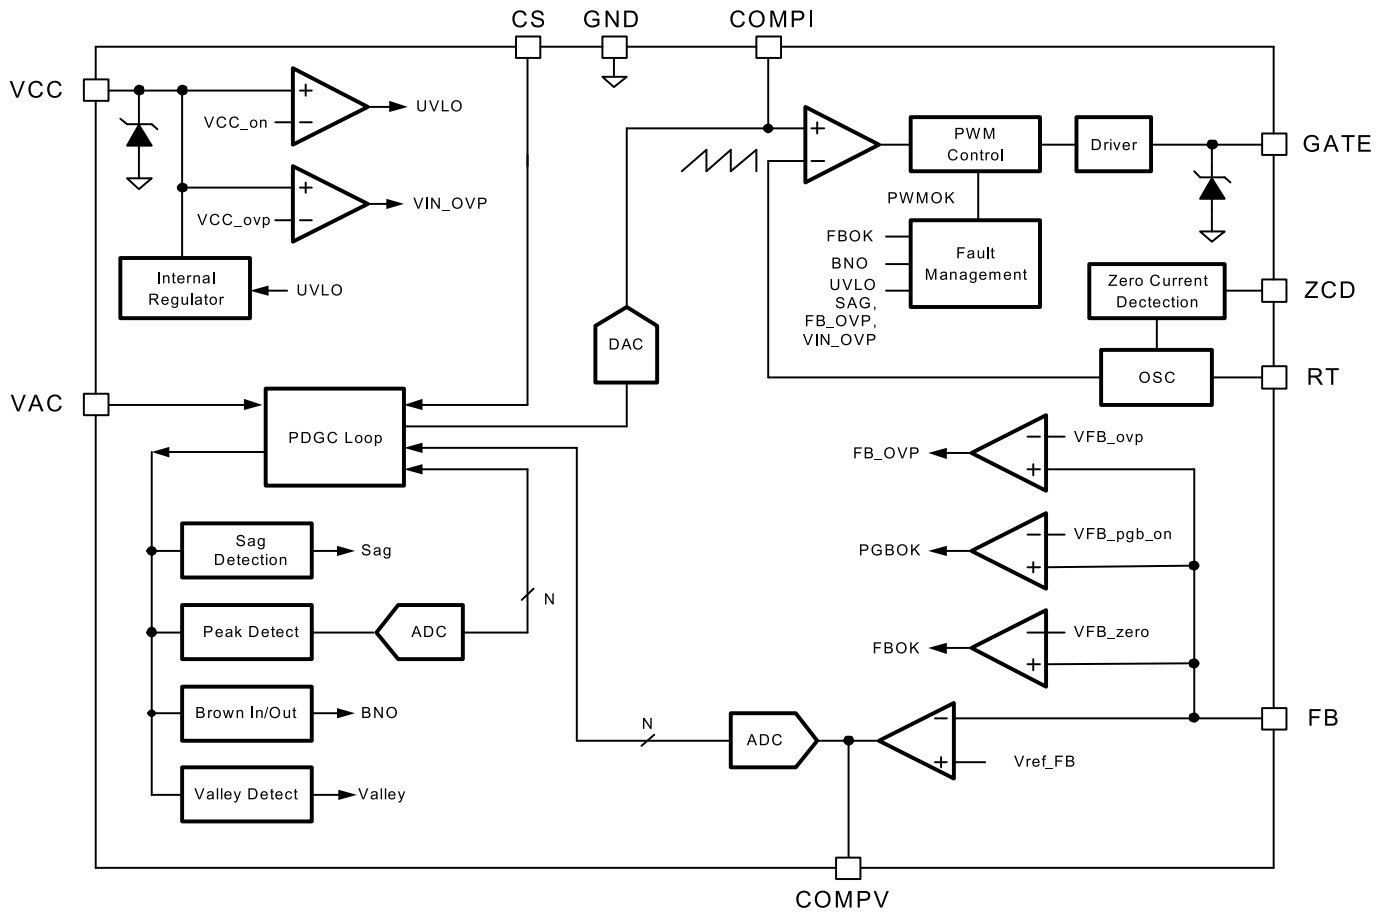 CS
GND
COMPI
VCC
UVLO
VCC_on
VIN_OVP
VCC_ovp
Internal
Regulator
UVLO
PWM
Control
Driver
GATE
PWMOK
FBOK
BNO
UVLO
SAG,
FB_OVP,
VIN_OVP
Fault
Management
Zero Current
Dectection
ZCD
DAC
OSC
RT
VAC
PDGC Loop
VFB_ovp
FB_OVP
Sag
Detection
Sag
VFB_pgb_on
PGBOK
N
Peak Detect
ADC
VFB_zero
FBOK
Brown In/Out
BNO
N
ADC
Vref_FB
FB
Valley Detect
Valley
COMPV